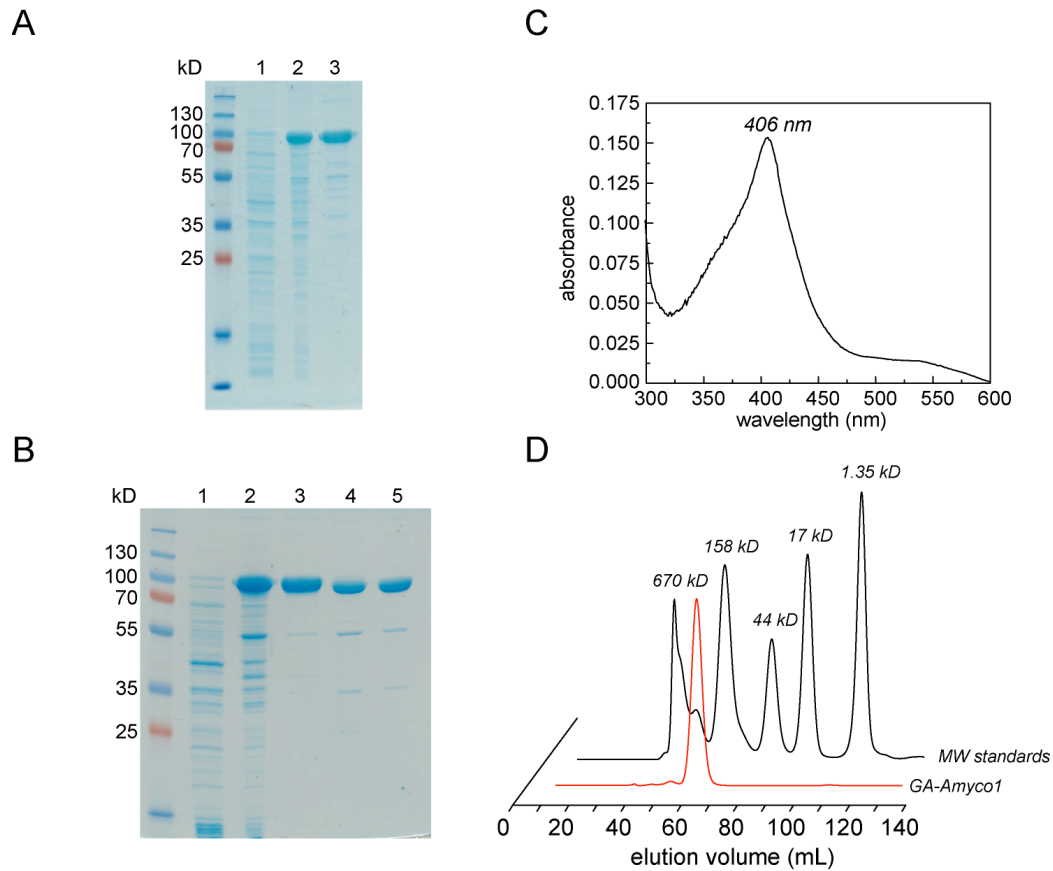 A
kD 1 2 3
130
100
70
55
35
25
B
kD 1 2 3 4 5
130
100
70
55
35
25
C
406 nm
absorbance
0.175
0.150
0.125
0.100
0.075
0.050
0.025
0.000
300 350 400 450 500 550 600
wavelength (nm)
D
1.35 kD
17 kD
158 kD
670 kD
44 kD
MW standards
GA-Amyco1
0 20 40 60 80 100 120 140
elution volume (mL)